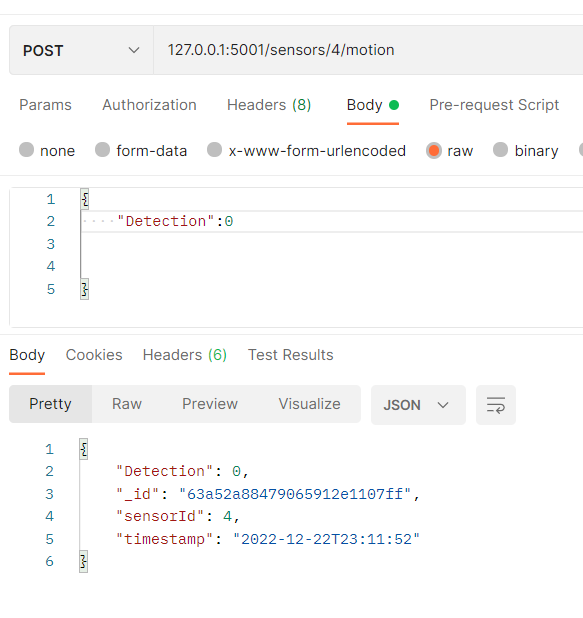 POST 127.0.0.1:5001/sensors/4/motion
Params Authorization Headers (8) Body Pre-request Script
none form-data x-www-form-urlencoded raw binary
1 {
2 "Detection":0
3
4
5 }
Body Cookies Headers (6) Test Results
Pretty Raw Preview Visualize JSON
1 {
2 "Detection": 0,
3 "_id": "63a52a88479065912e1107ff",
4 "sensorId": 4,
5 "timestamp": "2022-12-22T23:11:52"
6 }